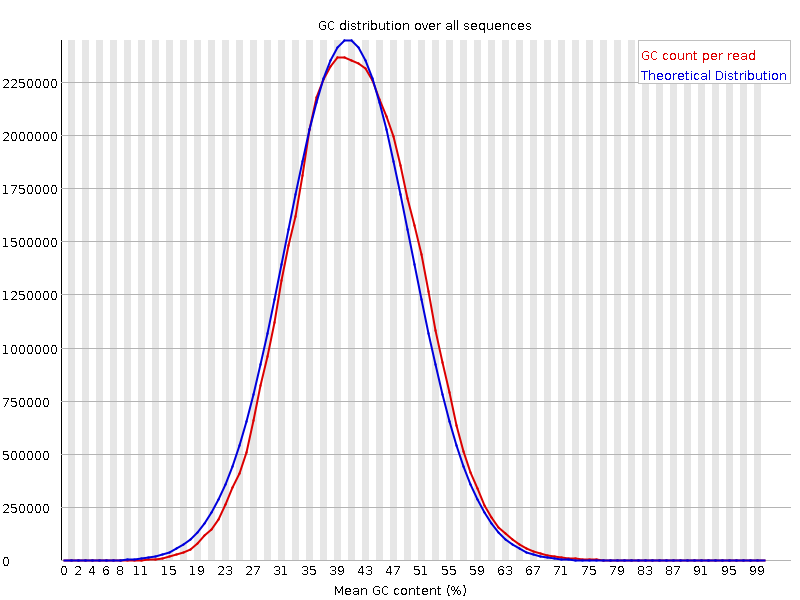 GC distribution over all sequences
GC count per read
Theoretical Distribution
2250000
2000000
1750000
1500000
1250000
1000000
750000
500000
250000
0
0 2 4 6 8 11 15 19 23 27 31 35 39 43 47 51 55 59 63 67 71 75 79 83 87 91 95 99
Mean GC content (%)